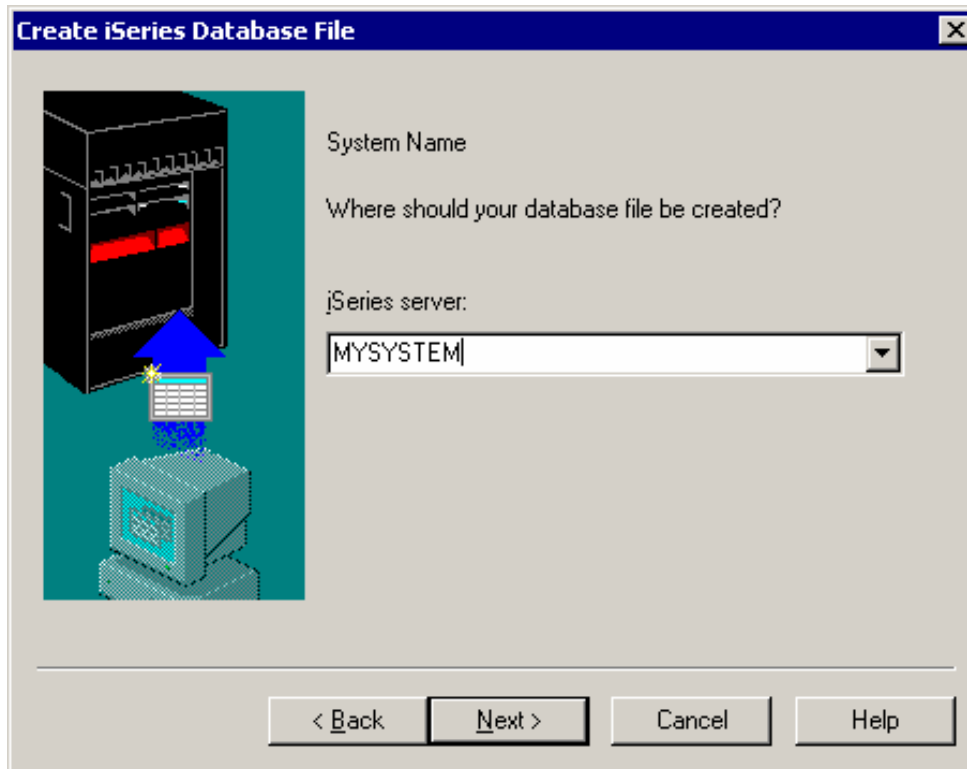 Create iSeries Database File
System Name
Where should your database file be created?
iSeries server:
MYSYSTEM
< Back
Next >
Cancel
Help